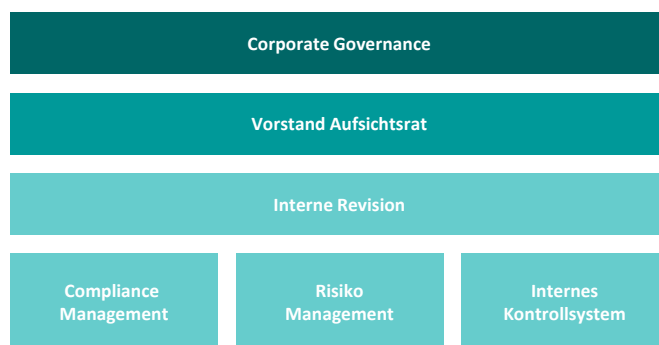 Corporate Governance
Vorstand Aufsichtsrat
Interne Revision
Compliance
Management
Risiko
Management
Internes
Kontrollsystem